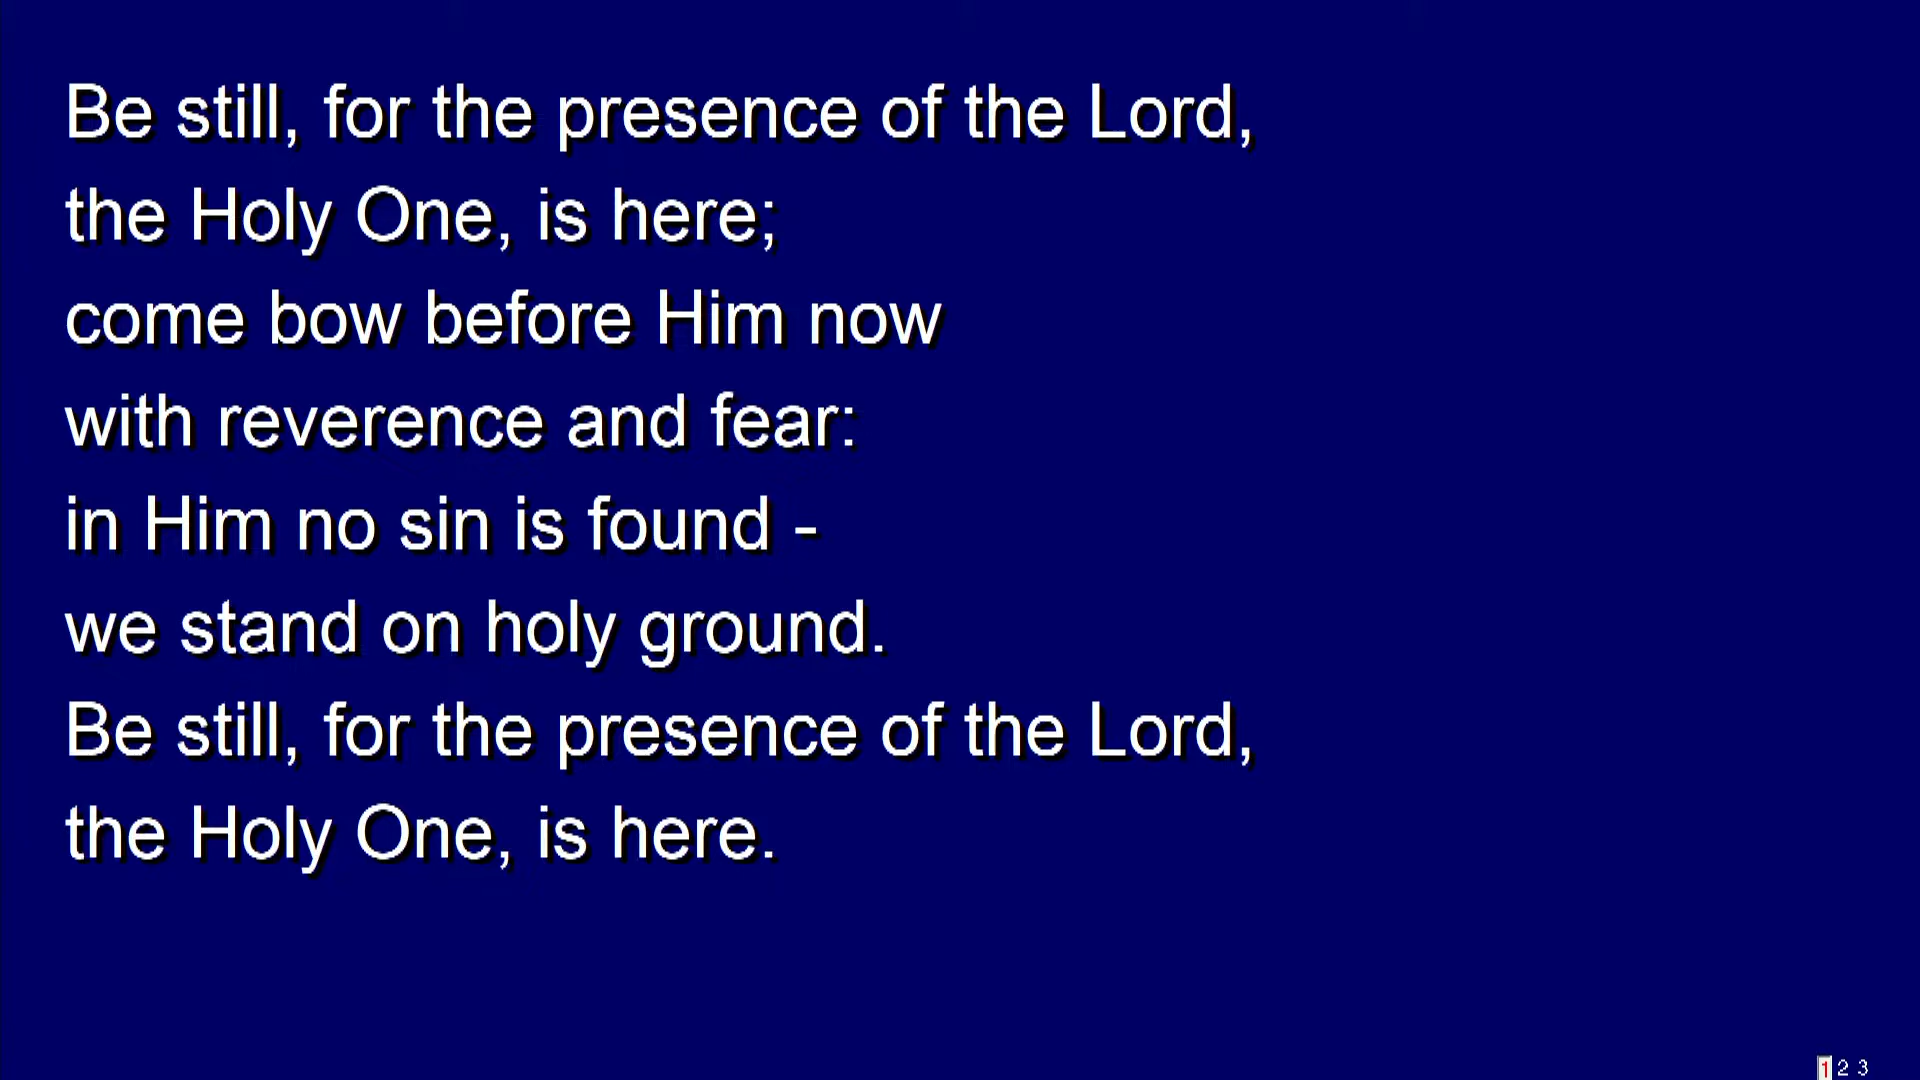 Be still, for the presence of the Lord,
the Holy One, is here;
come bow before Him now
with reverence and fear:
in Him no sin is found -
we stand on holy ground.
Be still, for the presence of the Lord,
the Holy One, is here.
1 2 3